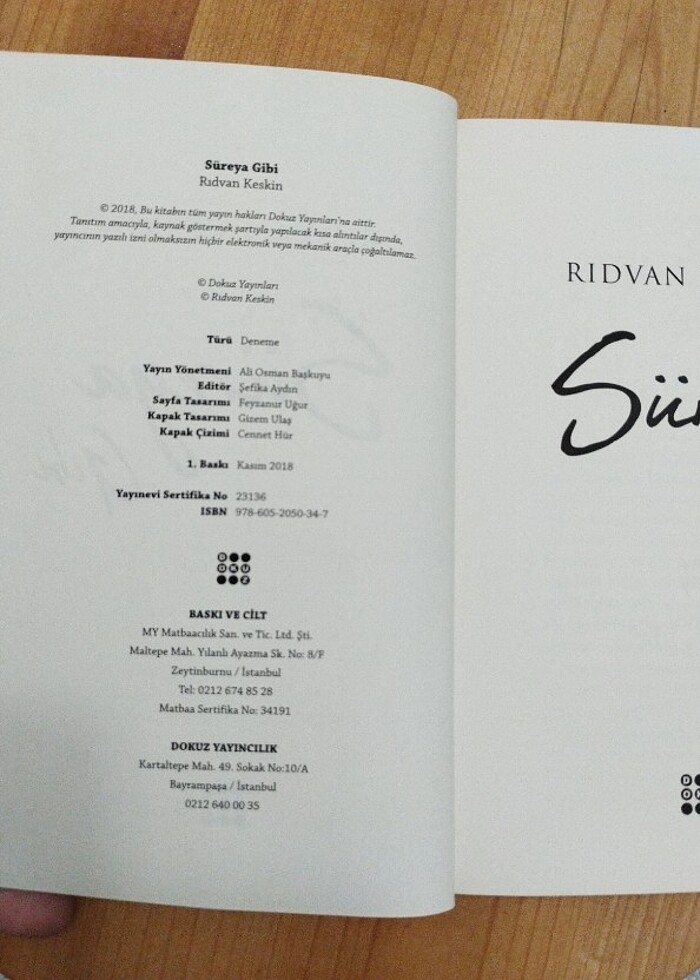 Süreya Gibi
Rıdvan Keskin
© 2018, Bu kitabın tüm yayın hakları Dokuz Yayınları'na aittir.
Tanıtım amacıyla, kaynak göstermek şartıyla yapılacak kısa alıntılar dışında,
yayıncının yazılı izni olmaksızın hiçbir elektronik veya mekanik araçla çoğaltılamaz.
© Dokuz Yayınları
© Rıdvan Keskin
Türü Deneme
Yayın Yönetmeni Ali Osman Başkuyu
Editör Şefika Aydın
Sayfa Tasarımı Feyzanur Uğur
Kapak Tasarımı Gizem Ulaş
Kapak Çizimi Cennet Hür
1. Baskı Kasım 2018
Yayınevi Sertifika No 23136
ISBN 978-605-2050-34-7
D
OKU
Z
BASKI VE CİLT
MY Matbaacılık San. ve Tic. Ltd. Şti.
Maltepe Mah. Yılanlı Ayazma Sk. No: 8/F
Zeytinburnu / İstanbul
Tel: 0212 674 85 28
Matbaa Sertifika No: 34191
DOKUZ YAYINCILIK
Kartaltepe Mah. 49. Sokak No:10/A
Bayrampaşa / İstanbul
0212 640 00 35
RIDVAN
Sür
D
O